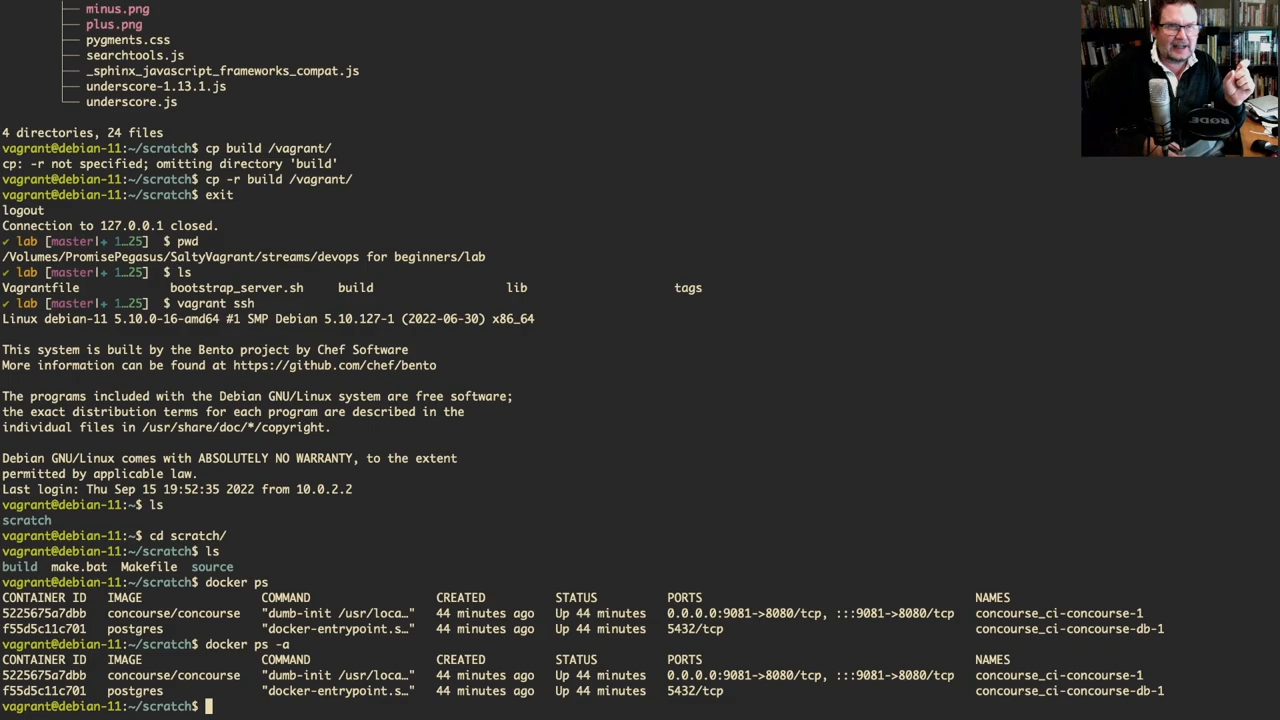 minus.png
plus.png
pygments.css
searchtools.js
_sphinx_javascript_frameworks_compat.js
underscore-1.13.1.js
underscore.js
4 directories, 24 files
vagrant@debian-11:~/scratch$ cp build /vagrant/
cp: -r not specified; omitting directory 'build'
vagrant@debian-11:~/scratch$ cp -r build /vagrant/
vagrant@debian-11:~/scratch$ exit
logout
Connection to 127.0.0.1 closed.
✔ lab [master|+ 1…25] $ pwd
/Volumes/PromisePegasus/SaltyVagrant/streams/devops for beginners/lab
✔ lab [master|+ 1…25] $ ls
Vagrantfile bootstrap_server.sh build lib tags
✔ lab [master|+ 1…25] $ vagrant ssh
Linux debian-11 5.10.0-16-amd64 #1 SMP Debian 5.10.127-1 (2022-06-30) x86_64
This system is built by the Bento project by Chef Software
More information can be found at https://github.com/chef/bento
The programs included with the Debian GNU/Linux system are free software;
the exact distribution terms for each program are described in the
individual files in /usr/share/doc/*/copyright.
Debian GNU/Linux comes with ABSOLUTELY NO WARRANTY, to the extent
permitted by applicable law.
Last login: Thu Sep 15 19:52:35 2022 from 10.0.2.2
vagrant@debian-11:~$ ls
scratch
vagrant@debian-11:~$ cd scratch/
vagrant@debian-11:~/scratch$ ls
build make.bat Makefile source
vagrant@debian-11:~/scratch$ docker ps
CONTAINER ID IMAGE COMMAND CREATED STATUS PORTS NAMES
5225675a7dbb concourse/concourse "dumb-init /usr/loca…" 44 minutes ago Up 44 minutes 0.0.0.0:9081->8080/tcp, :::9081->8080/tcp concourse_ci-concourse-1
f55d5c11c701 postgres "docker-entrypoint.s…" 44 minutes ago Up 44 minutes 5432/tcp concourse_ci-concourse-db-1
vagrant@debian-11:~/scratch$ docker ps -a
CONTAINER ID IMAGE COMMAND CREATED STATUS PORTS NAMES
5225675a7dbb concourse/concourse "dumb-init /usr/loca…" 44 minutes ago Up 44 minutes 0.0.0.0:9081->8080/tcp, :::9081->8080/tcp concourse_ci-concourse-1
f55d5c11c701 postgres "docker-entrypoint.s…" 44 minutes ago Up 44 minutes 5432/tcp concourse_ci-concourse-db-1
vagrant@debian-11:~/scratch$
RODE